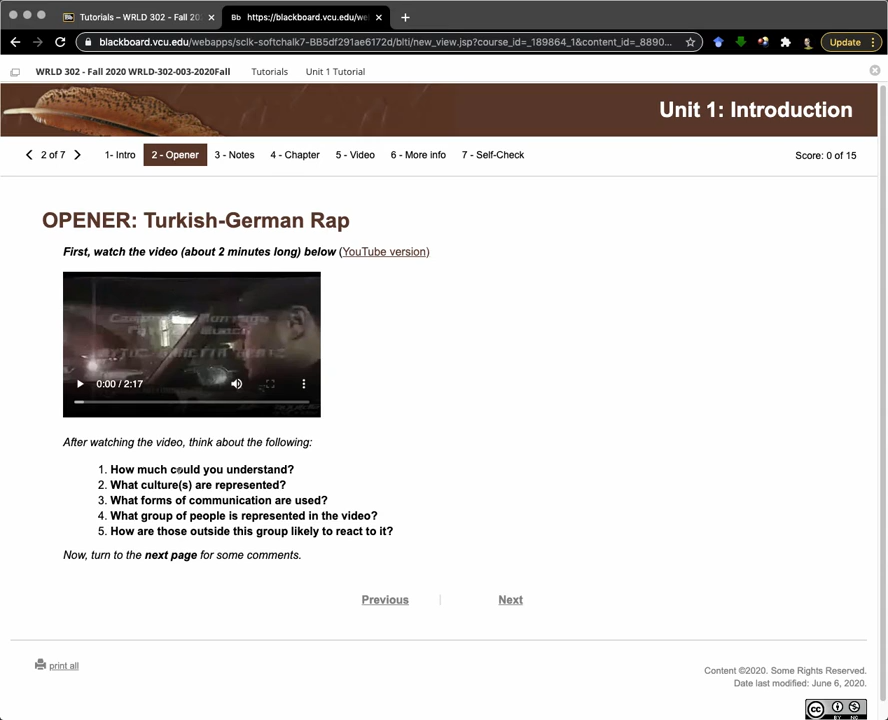 Tutorials – WRLD 302 - Fall 20
Bb https://blackboard.vcu.edu/we
blackboard.vcu.edu/webapps/sclk-softchalk7-BB5df291ae6172d/blti/new_view.jsp?course_id=_189864_1&content_id=_8890...
Update
WRLD 302 - Fall 2020 WRLD-302-003-2020Fall Tutorials Unit 1 Tutorial
Unit 1: Introduction
2 of 7 1- Intro 2 - Opener 3 - Notes 4 - Chapter 5 - Video 6 - More info 7 - Self-Check Score: 0 of 15
OPENER: Turkish-German Rap
First, watch the video (about 2 minutes long) below (YouTube version)
0:00 / 2:17
After watching the video, think about the following:
1. How much could you understand?
2. What culture(s) are represented?
3. What forms of communication are used?
4. What group of people is represented in the video?
5. How are those outside this group likely to react to it?
Now, turn to the next page for some comments.
Previous | Next
print all
Content ©2020. Some Rights Reserved.
Date last modified: June 6, 2020.
CC
BY NC